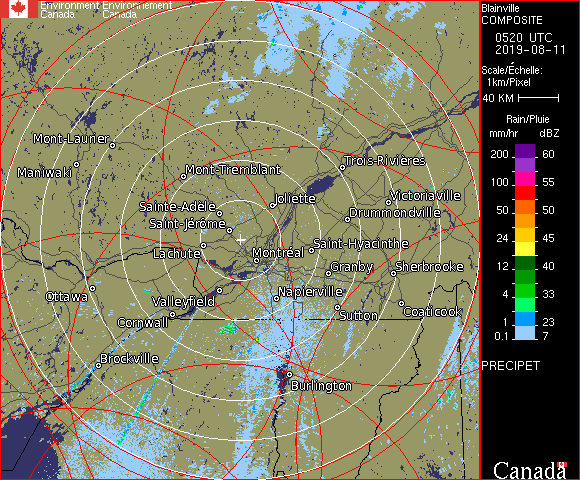 Environment Environnement
Canada Canada
Blainville
COMPOSITE
0520 UTC
2019-08-11
Scale/Échelle:
1km/Pixel
40 KM
Rain/Pluie
mm/hr dBZ
200 60
100 55
50 50
24 45
12 40
4 33
1 23
0.1 7
PRECIPET
Canada
Mont-Laurier
Maniwaki
Mont-Tremblant
Trois-Rivières
Sainte-Adèle
Joliette
Victoriaville
Drummondville
Saint-Jérôme
Lachute
Montréal
Saint-Hyacinthe
Granby
Sherbrooke
Ottawa
Valleyfield
Napierville
Cornwall
Sutton
Coaticook
Brockville
Burlington